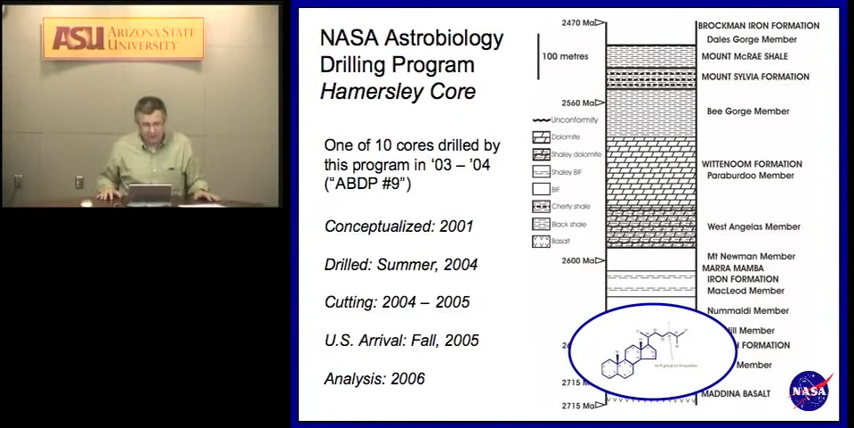 ASU ARIZONA STATE
UNIVERSITY
NASA Astrobiology
Drilling Program
Hamersley Core
One of 10 cores drilled by
this program in '03 – '04
("ABDP #9")
Conceptualized: 2001
Drilled: Summer, 2004
Cutting: 2004 – 2005
U.S. Arrival: Fall, 2005
Analysis: 2006
100 metres
Unconformity
Dolomite
Shaley dolomite
Shaley BIF
BIF
Cherty shale
Black shale
Basalt
2470 Ma
2560 Ma
2600 Ma
2715
2715 Ma
BROCKMAN IRON FORMATION
Dales Gorge Member
MOUNT McRAE SHALE
MOUNT SYLVIA FORMATION
Bee Gorge Member
WITTENOOM FORMATION
Paraburdoo Member
West Angelas Member
Mt Newman Member
MARRA MAMBA
IRON FORMATION
MacLeod Member
Nummaldi Member
Member
FORMATION
Member
MADDINA BASALT
NASA